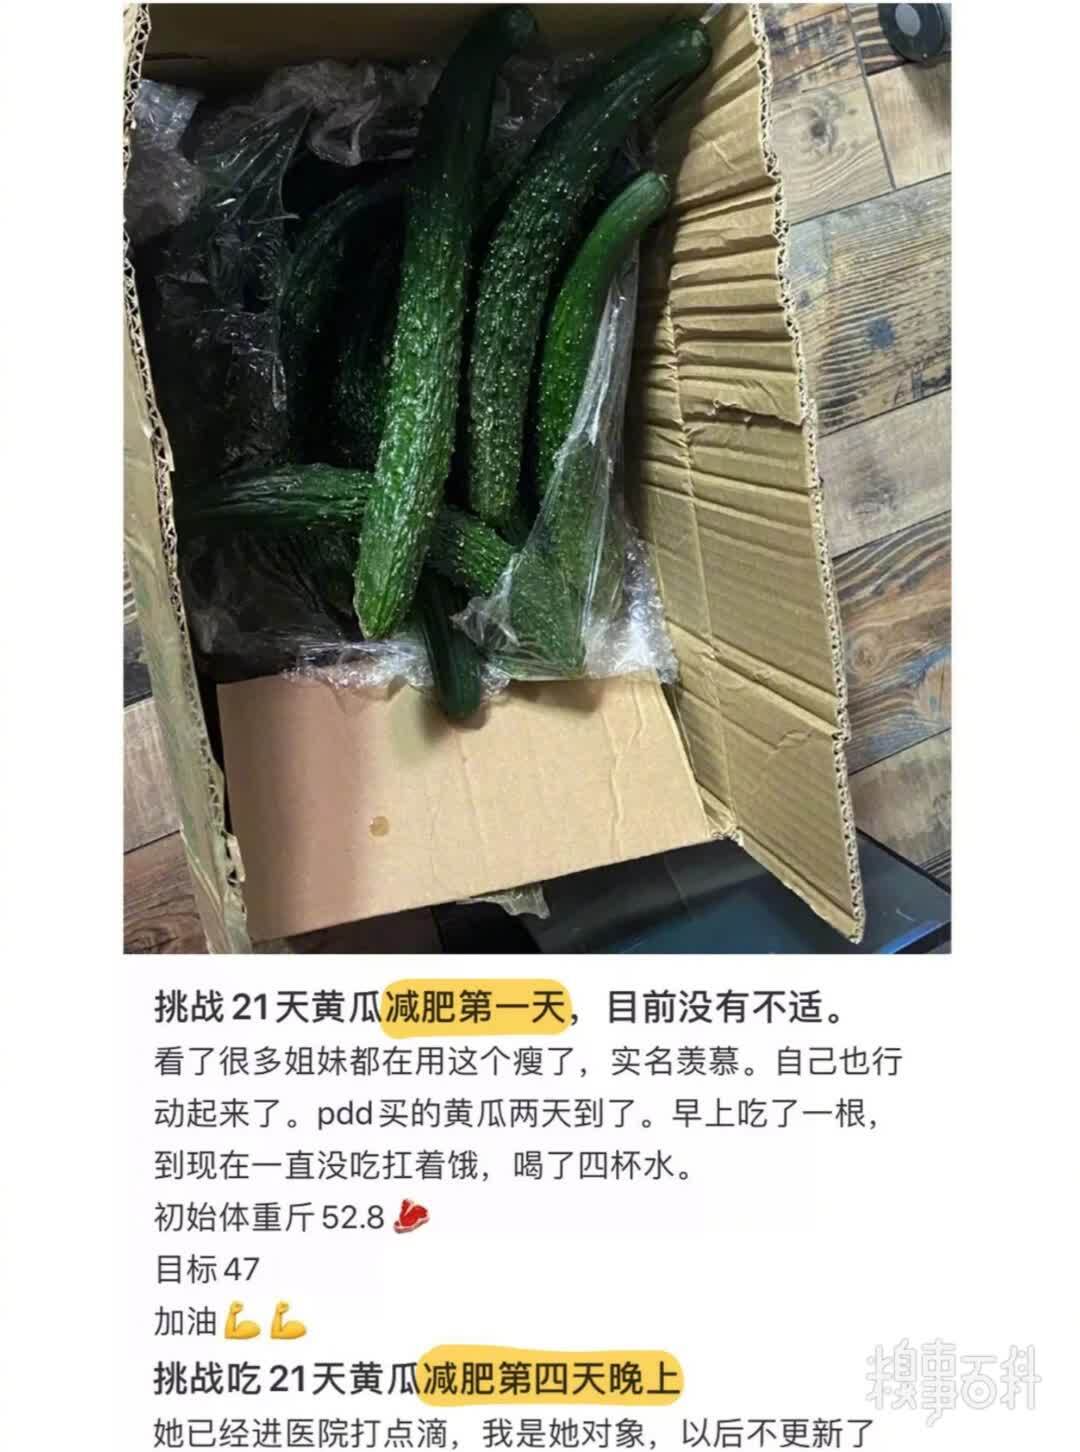 挑战21天黄瓜减肥第一天，目前没有不适。
看了很多姐妹都在用这个瘦了，实名羡慕。自己也行
动起来了。pdd买的黄瓜两天到了。早上吃了一根，
到现在一直没吃扛着饿，喝了四杯水。
初始体重斤52.8🥩
目标47
加油💪💪
挑战吃21天黄瓜减肥第四天晚上
她已经进医院打点滴，我是她对象，以后不更新了
糗事百科